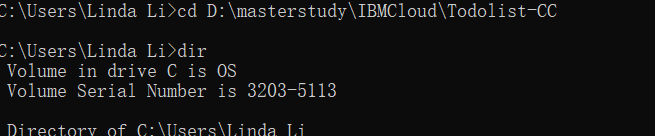 C:\Users\Linda Li>cd D:\masterstudy\IBMCloud\Todolist-CC
C:\Users\Linda Li>dir
Volume in drive C is OS
Volume Serial Number is 3203-5113
Directory of C:\Users\Linda Li